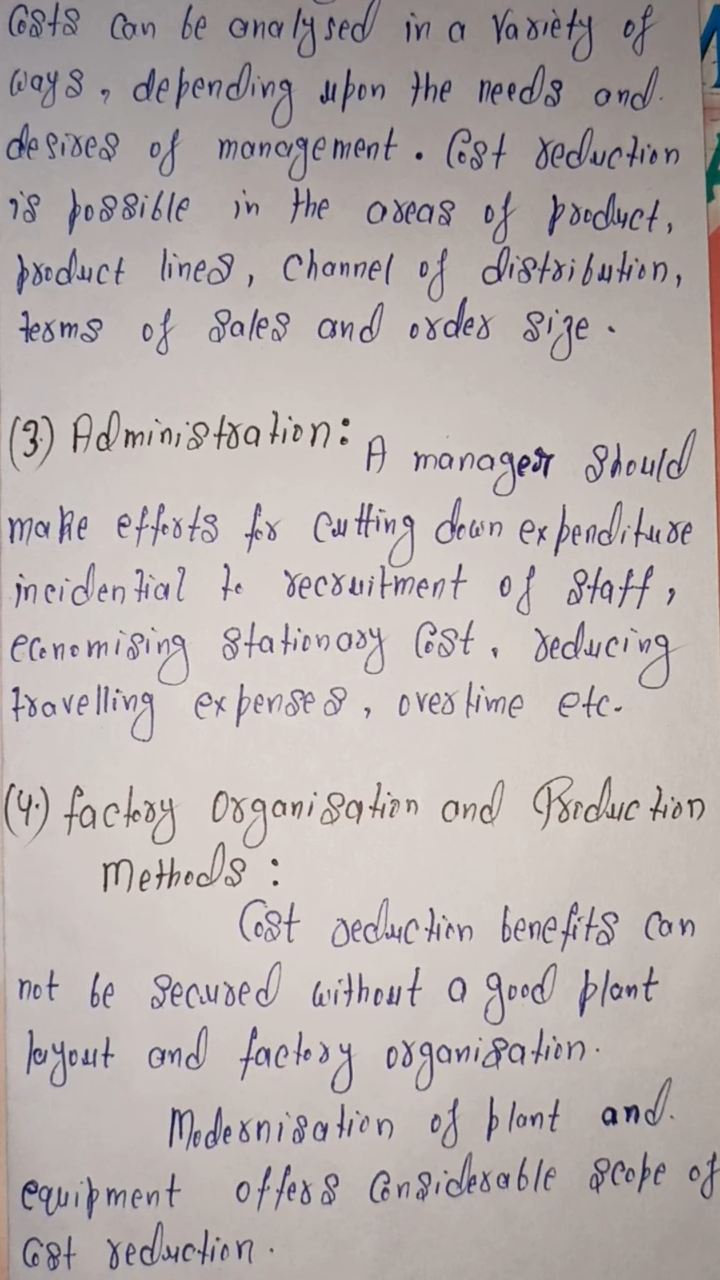 Costs can be analysed in a variety of
ways, depending upon the needs and
desires of management. Cost reduction
is possible in the areas of product,
product lines, Channel of distribution,
terms of sales and order size.
(3) Administration: A manager should
make efforts for cutting down expenditure
incidential to recruitment of staff,
economising stationary cost, reducing
travelling expenses, overtime etc.
(4.) factory Organisation and Production
Methods:
Cost reduction benefits can
not be secured without a good plant
layout and factory organisation.
Modernisation of plant and
equipment offers Considerable scope of
Cost reduction.